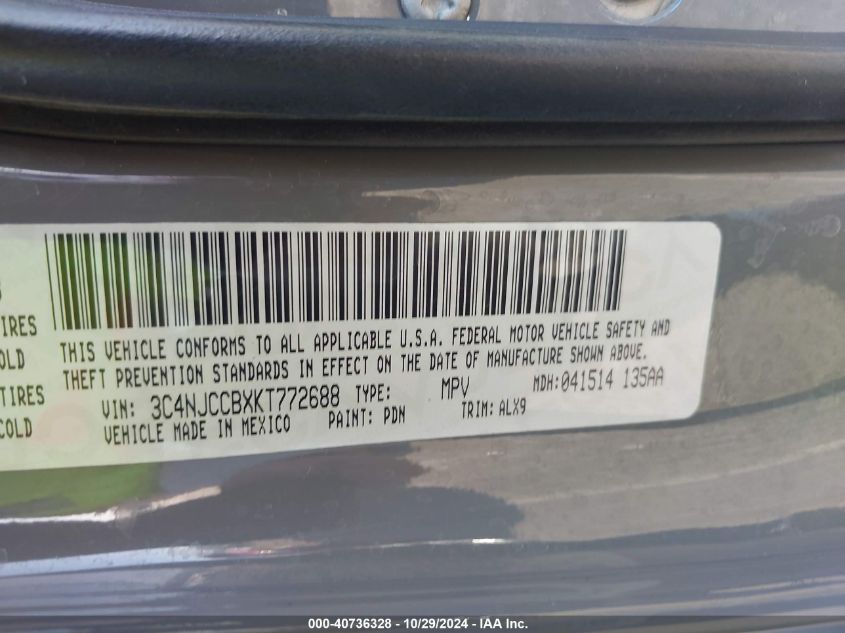 IRES
OLD
TIRES
COLD
THIS VEHICLE CONFORMS TO ALL APPLICABLE U.S.A. FEDERAL MOTOR VEHICLE SAFETY AND
THEFT PREVENTION STANDARDS IN EFFECT ON THE DATE OF MANUFACTURE SHOWN ABOVE.
VIN: 3C4NJCCBXKT772688 TYPE: MPV MDH:041514 135AA
VEHICLE MADE IN MEXICO PAINT: PDN TRIM: ALX9
000-40736328 - 10/29/2024 - IAA Inc.